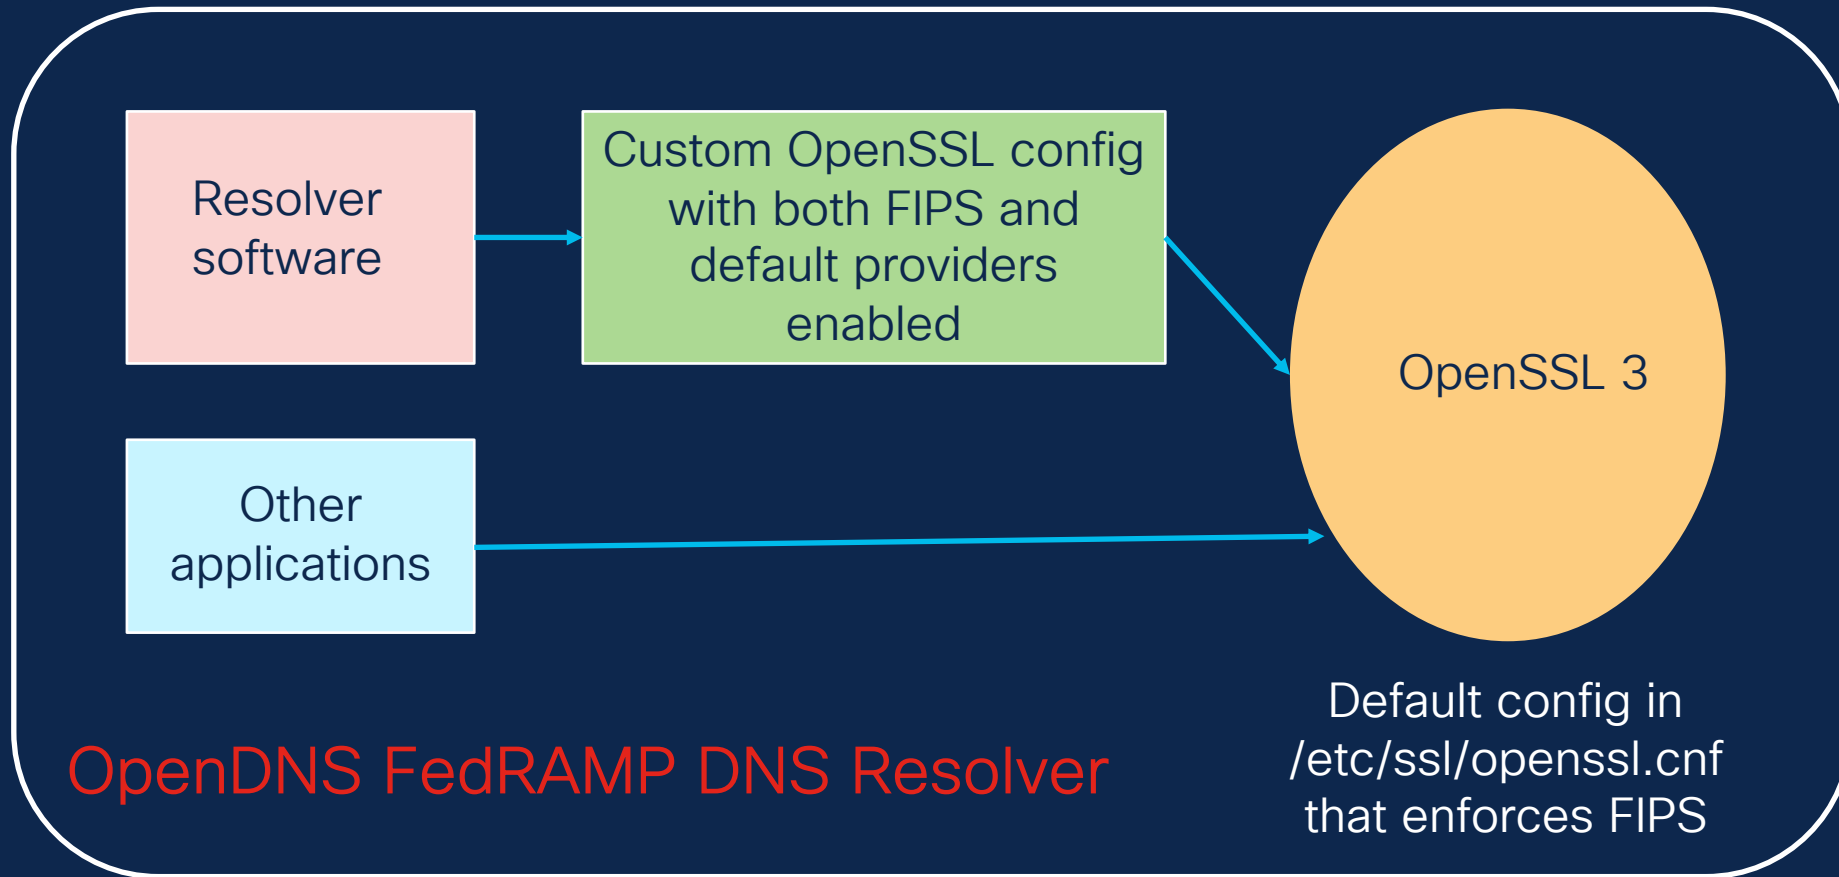 Resolver
software
Custom OpenSSL config
with both FIPS and
default providers
enabled
OpenSSL 3
Other
applications
Default config in
/etc/ssl/openssl.cnf
that enforces FIPS
OpenDNS FedRAMP DNS Resolver